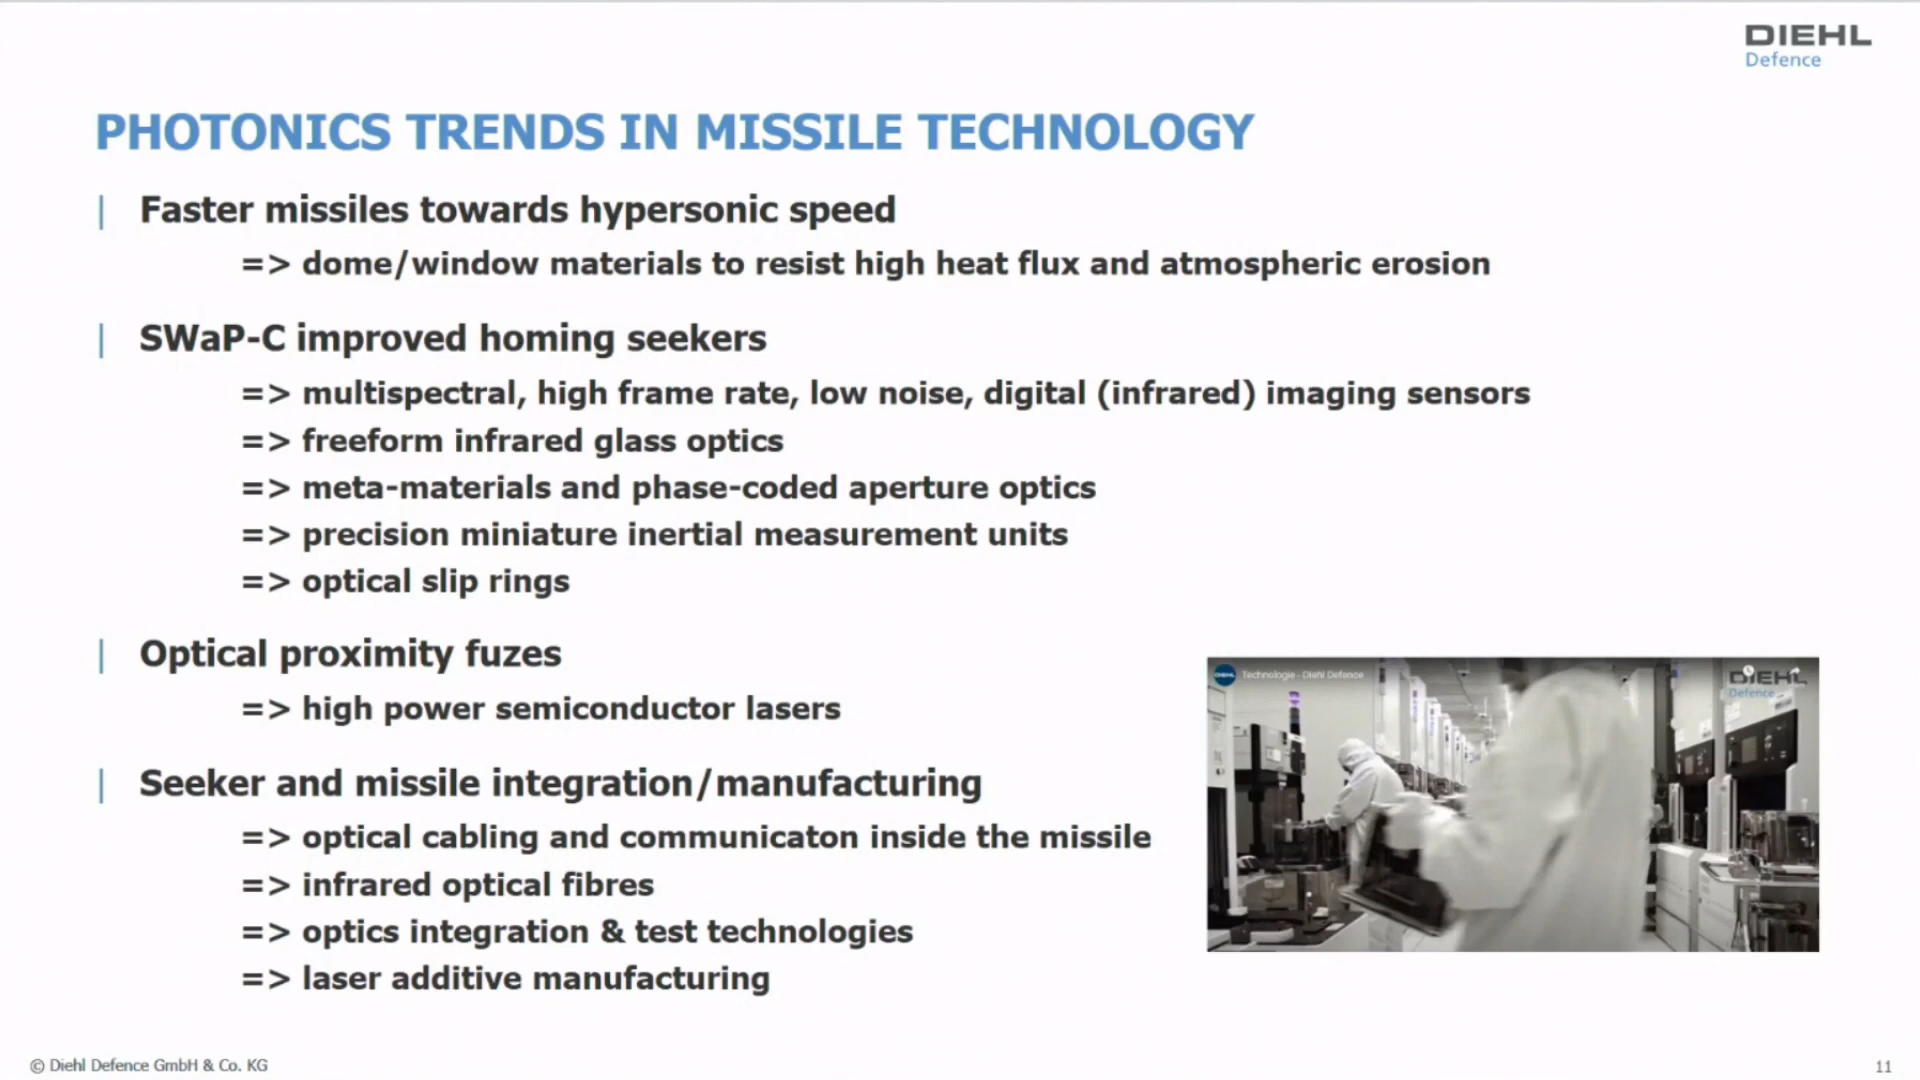 DIEHL
Defence
PHOTONICS TRENDS IN MISSILE TECHNOLOGY
| Faster missiles towards hypersonic speed
=> dome/window materials to resist high heat flux and atmospheric erosion
| SWaP-C improved homing seekers
=> multispectral, high frame rate, low noise, digital (infrared) imaging sensors
=> freeform infrared glass optics
=> meta-materials and phase-coded aperture optics
=> precision miniature inertial measurement units
=> optical slip rings
| Optical proximity fuzes
=> high power semiconductor lasers
| Seeker and missile integration/manufacturing
=> optical cabling and communicaton inside the missile
=> infrared optical fibres
=> optics integration & test technologies
=> laser additive manufacturing
DIEHL Technologie - Diehl Defence
DIEHL
Defence
© Diehl Defence GmbH & Co. KG
11